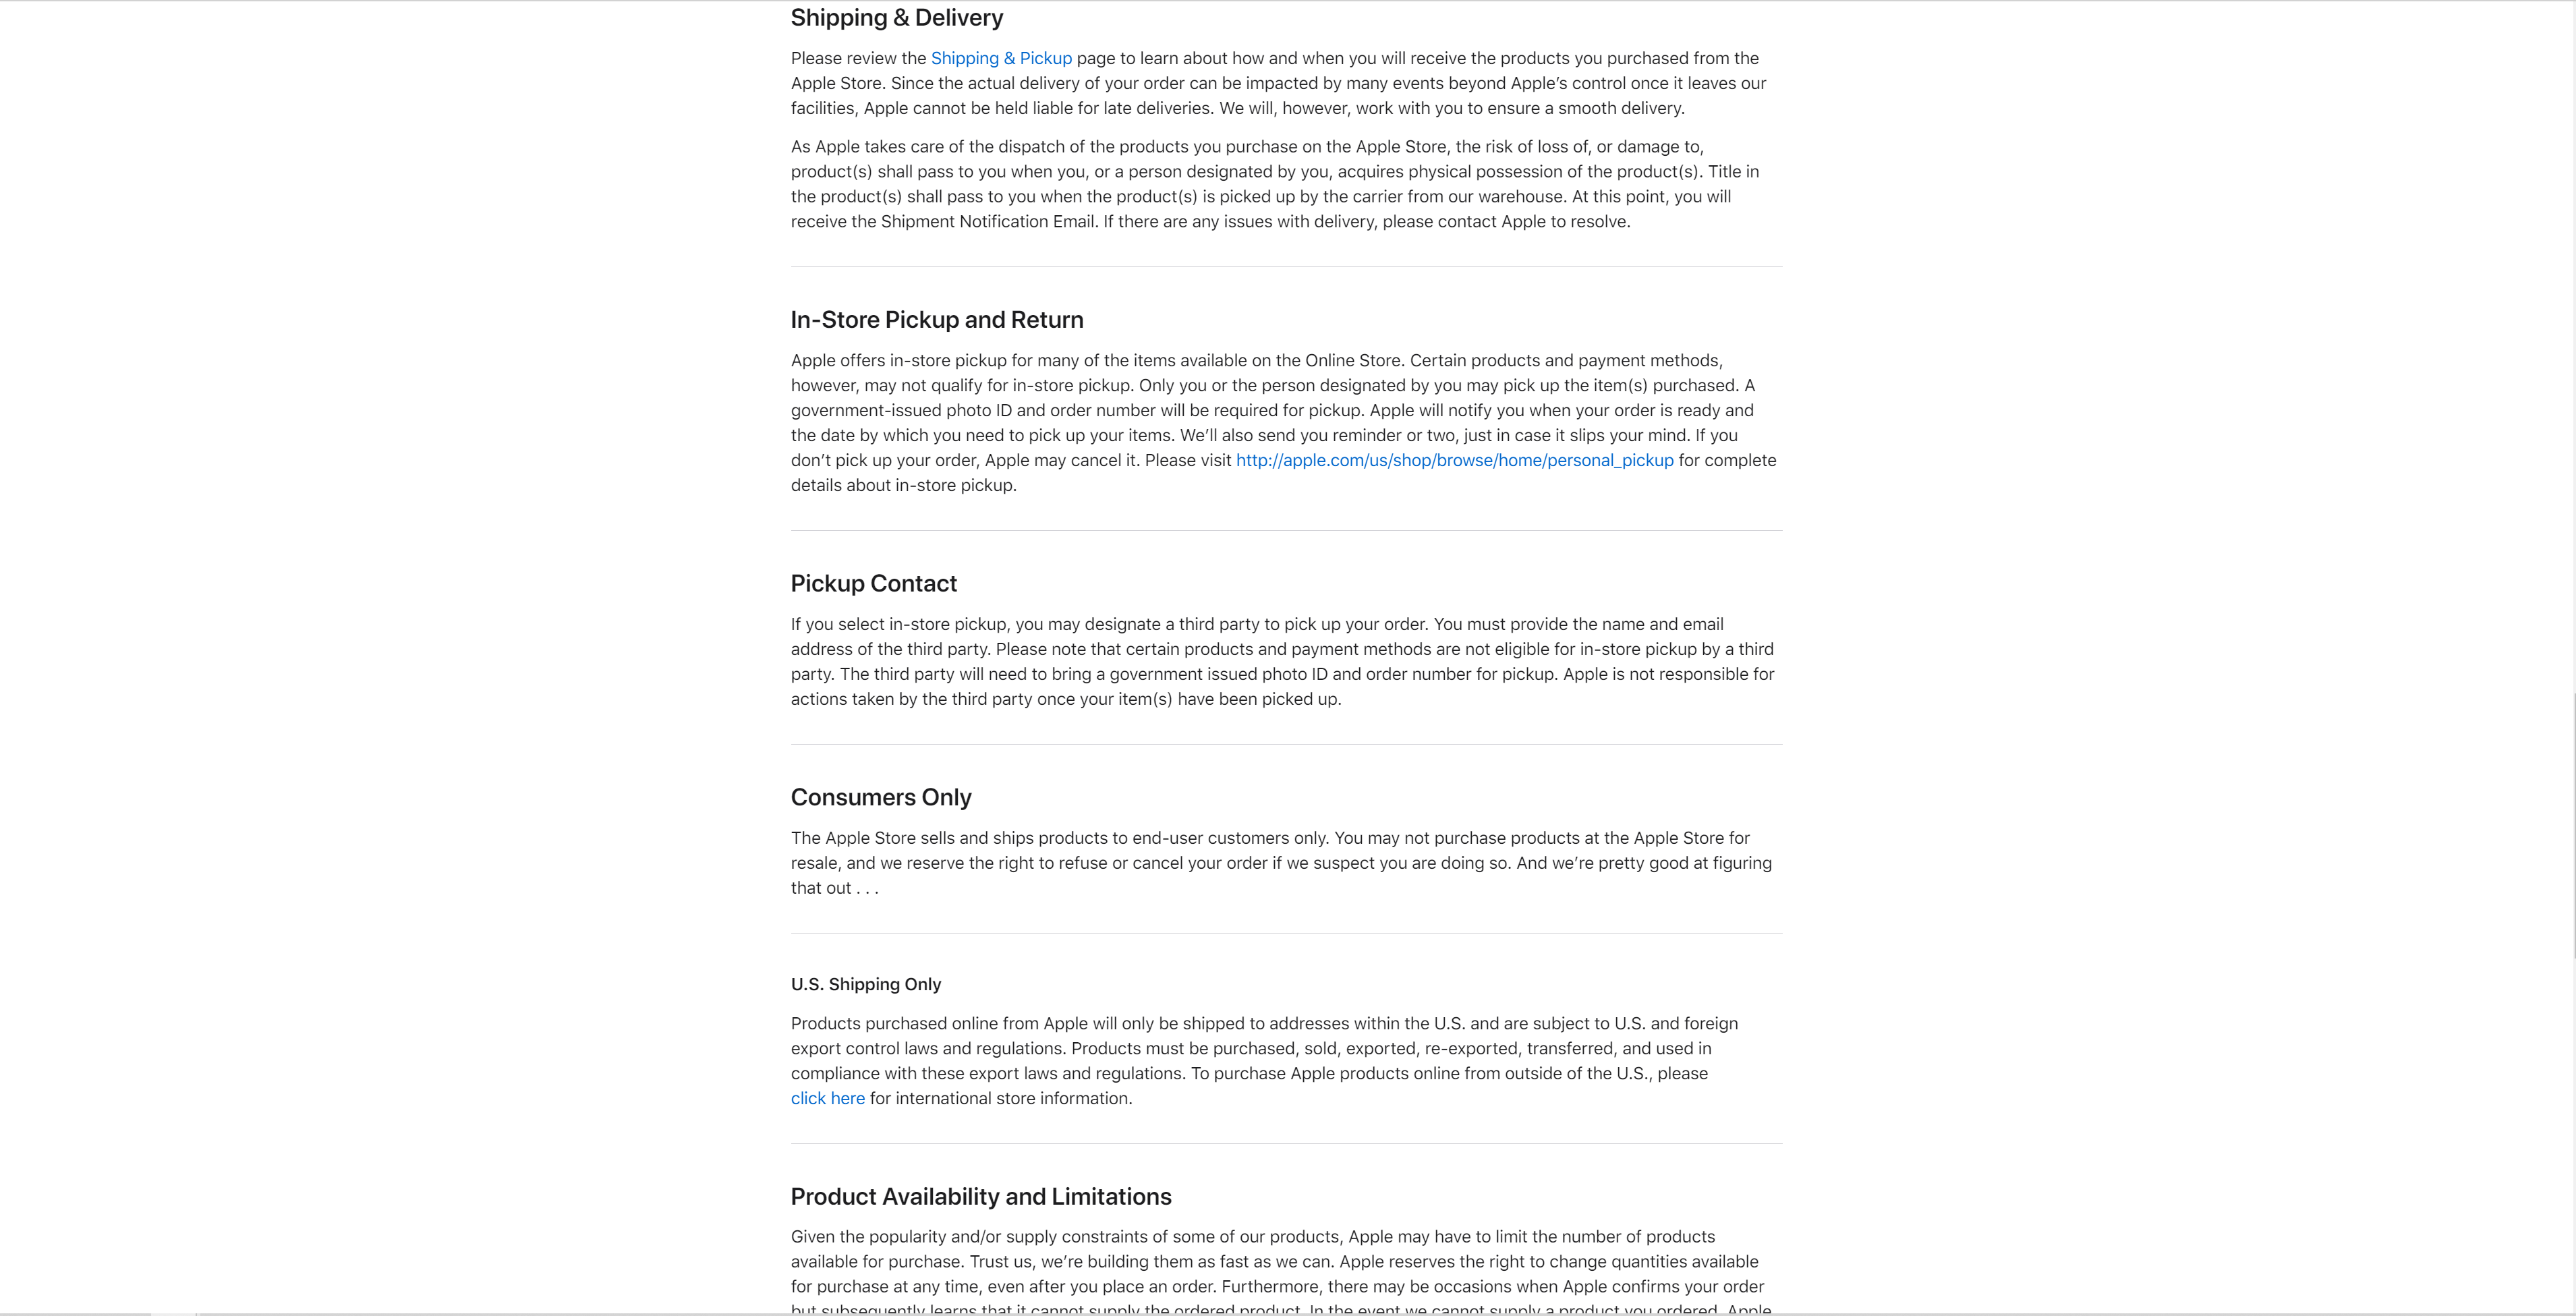 Shipping & Delivery
Please review the Shipping & Pickup page to learn about how and when you will receive the products you purchased from the
Apple Store. Since the actual delivery of your order can be impacted by many events beyond Apple’s control once it leaves our
facilities, Apple cannot be held liable for late deliveries. We will, however, work with you to ensure a smooth delivery.
As Apple takes care of the dispatch of the products you purchase on the Apple Store, the risk of loss of, or damage to,
product(s) shall pass to you when you, or a person designated by you, acquires physical possession of the product(s). Title in
the product(s) shall pass to you when the product(s) is picked up by the carrier from our warehouse. At this point, you will
receive the Shipment Notification Email. If there are any issues with delivery, please contact Apple to resolve.
In-Store Pickup and Return
Apple offers in-store pickup for many of the items available on the Online Store. Certain products and payment methods,
however, may not qualify for in-store pickup. Only you or the person designated by you may pick up the item(s) purchased. A
government-issued photo ID and order number will be required for pickup. Apple will notify you when your order is ready and
the date by which you need to pick up your items. We’ll also send you reminder or two, just in case it slips your mind. If you
don’t pick up your order, Apple may cancel it. Please visit http://apple.com/us/shop/browse/home/personal_pickup for complete
details about in-store pickup.
Pickup Contact
If you select in-store pickup, you may designate a third party to pick up your order. You must provide the name and email
address of the third party. Please note that certain products and payment methods are not eligible for in-store pickup by a third
party. The third party will need to bring a government issued photo ID and order number for pickup. Apple is not responsible for
actions taken by the third party once your item(s) have been picked up.
Consumers Only
The Apple Store sells and ships products to end-user customers only. You may not purchase products at the Apple Store for
resale, and we reserve the right to refuse or cancel your order if we suspect you are doing so. And we’re pretty good at figuring
that out . . .
U.S. Shipping Only
Products purchased online from Apple will only be shipped to addresses within the U.S. and are subject to U.S. and foreign
export control laws and regulations. Products must be purchased, sold, exported, re-exported, transferred, and used in
compliance with these export laws and regulations. To purchase Apple products online from outside of the U.S., please
click here for international store information.
Product Availability and Limitations
Given the popularity and/or supply constraints of some of our products, Apple may have to limit the number of products
available for purchase. Trust us, we’re building them as fast as we can. Apple reserves the right to change quantities available
for purchase at any time, even after you place an order. Furthermore, there may be occasions when Apple confirms your order
but subsequently learns that it cannot supply the ordered product. In the event we cannot supply a product you ordered, Apple